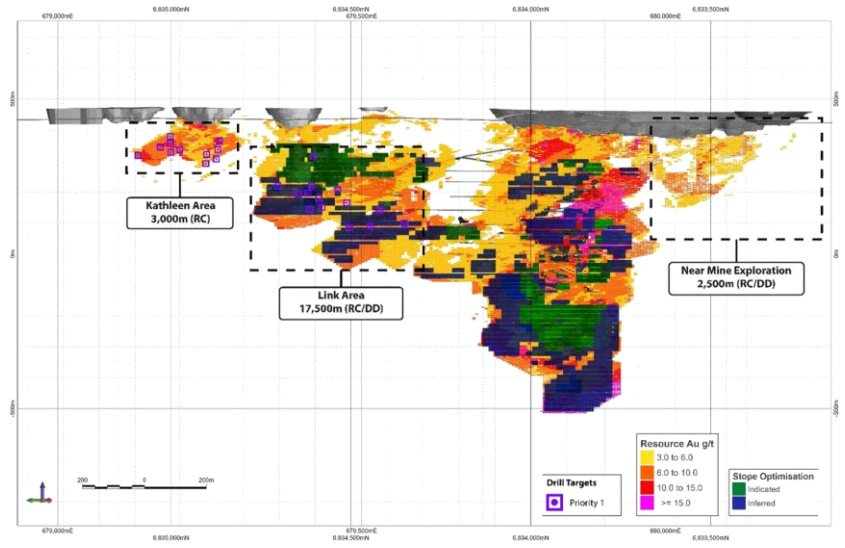 679,000mE 6,835,000mN 6,834,500mN 6,834,000mN 6,833,500mN
679,500mE 680,000mE
500m 500m
Kathleen Area
3,000m (RC)
0m 0m
Link Area
17,500m (RC/DD)
Near Mine Exploration
2,500m (RC/DD)
-500m -500m
200 0 200m
Drill Targets
Priority 1
Resource Au g/t
3.0 to 6.0
6.0 to 10.0
10.0 to 15.0
>= 15.0
Stope Optimisation
Indicated
Inferred
679,000mE 6,835,000mN 6,834,500mN 6,834,000mN 6,833,500mN
679,500mE 680,000mE